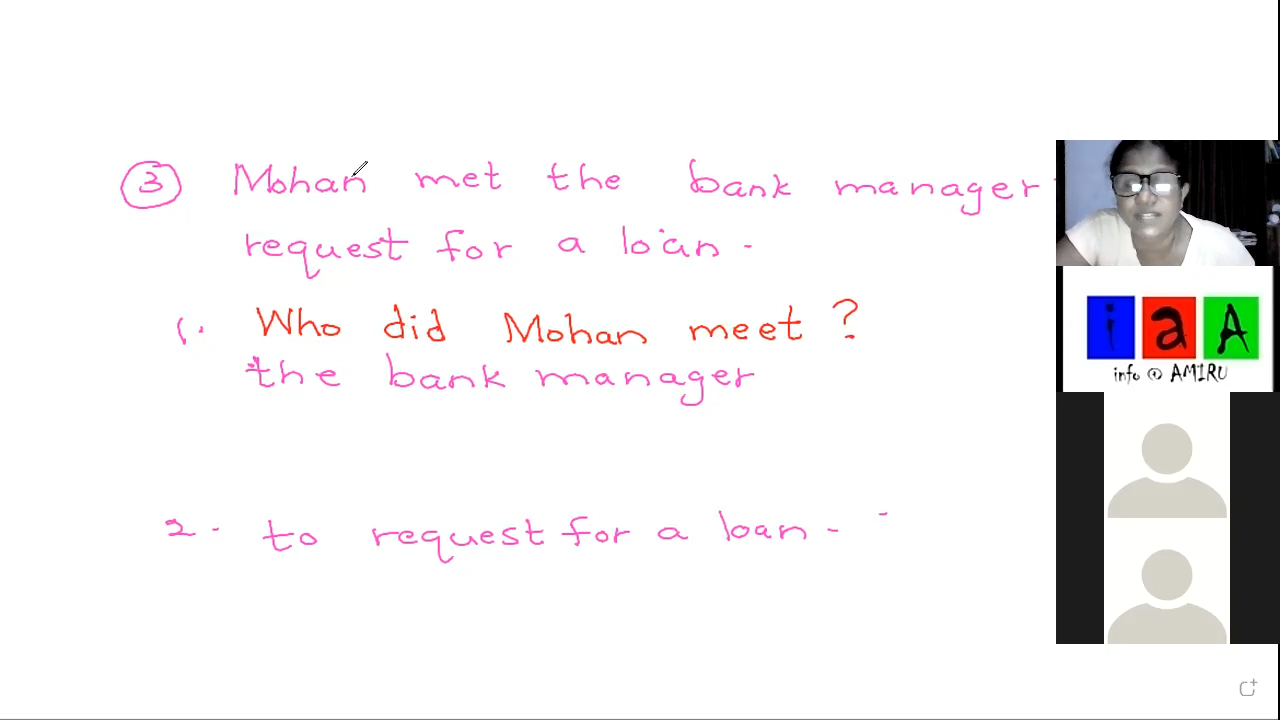 3 Mohan met the bank manager
request for a loan.
1. Who did Mohan meet ?
the bank manager
2. to request for a loan.
i a A
info @ AMIRU